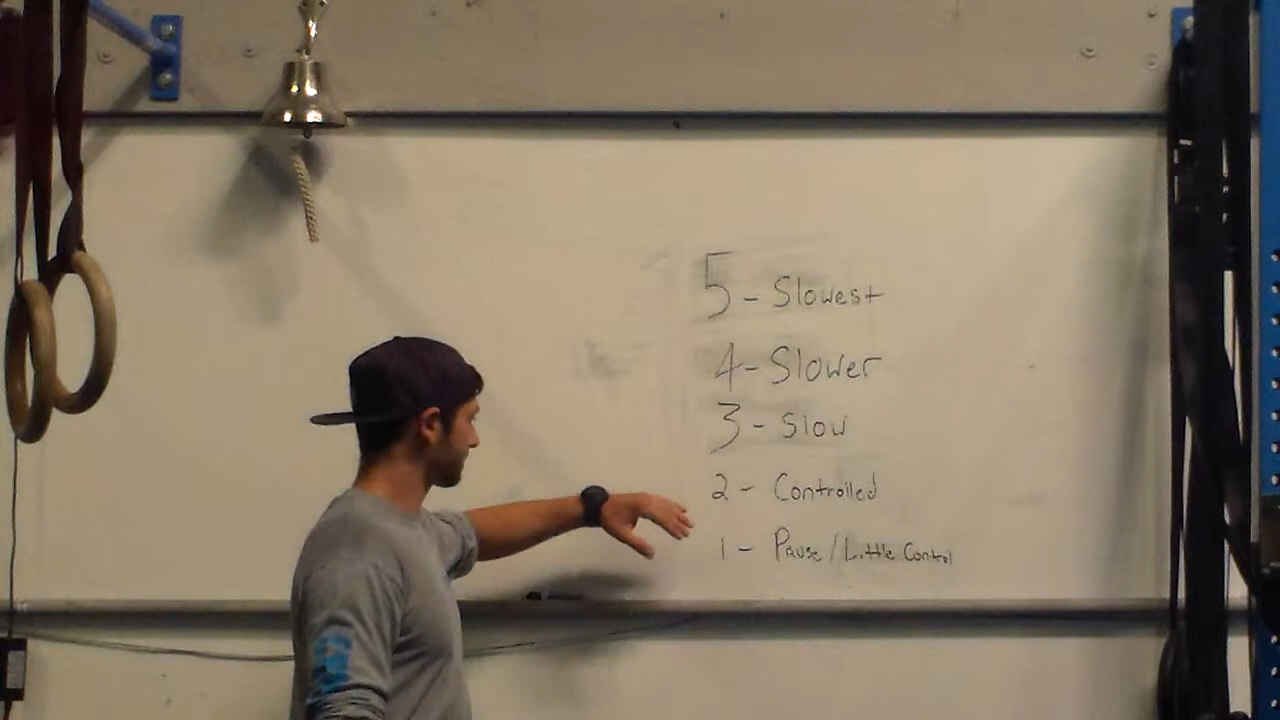 5 - Slowest
4 - Slower
3 - Slow
2 - Controlled
1 - Pause / Little Control